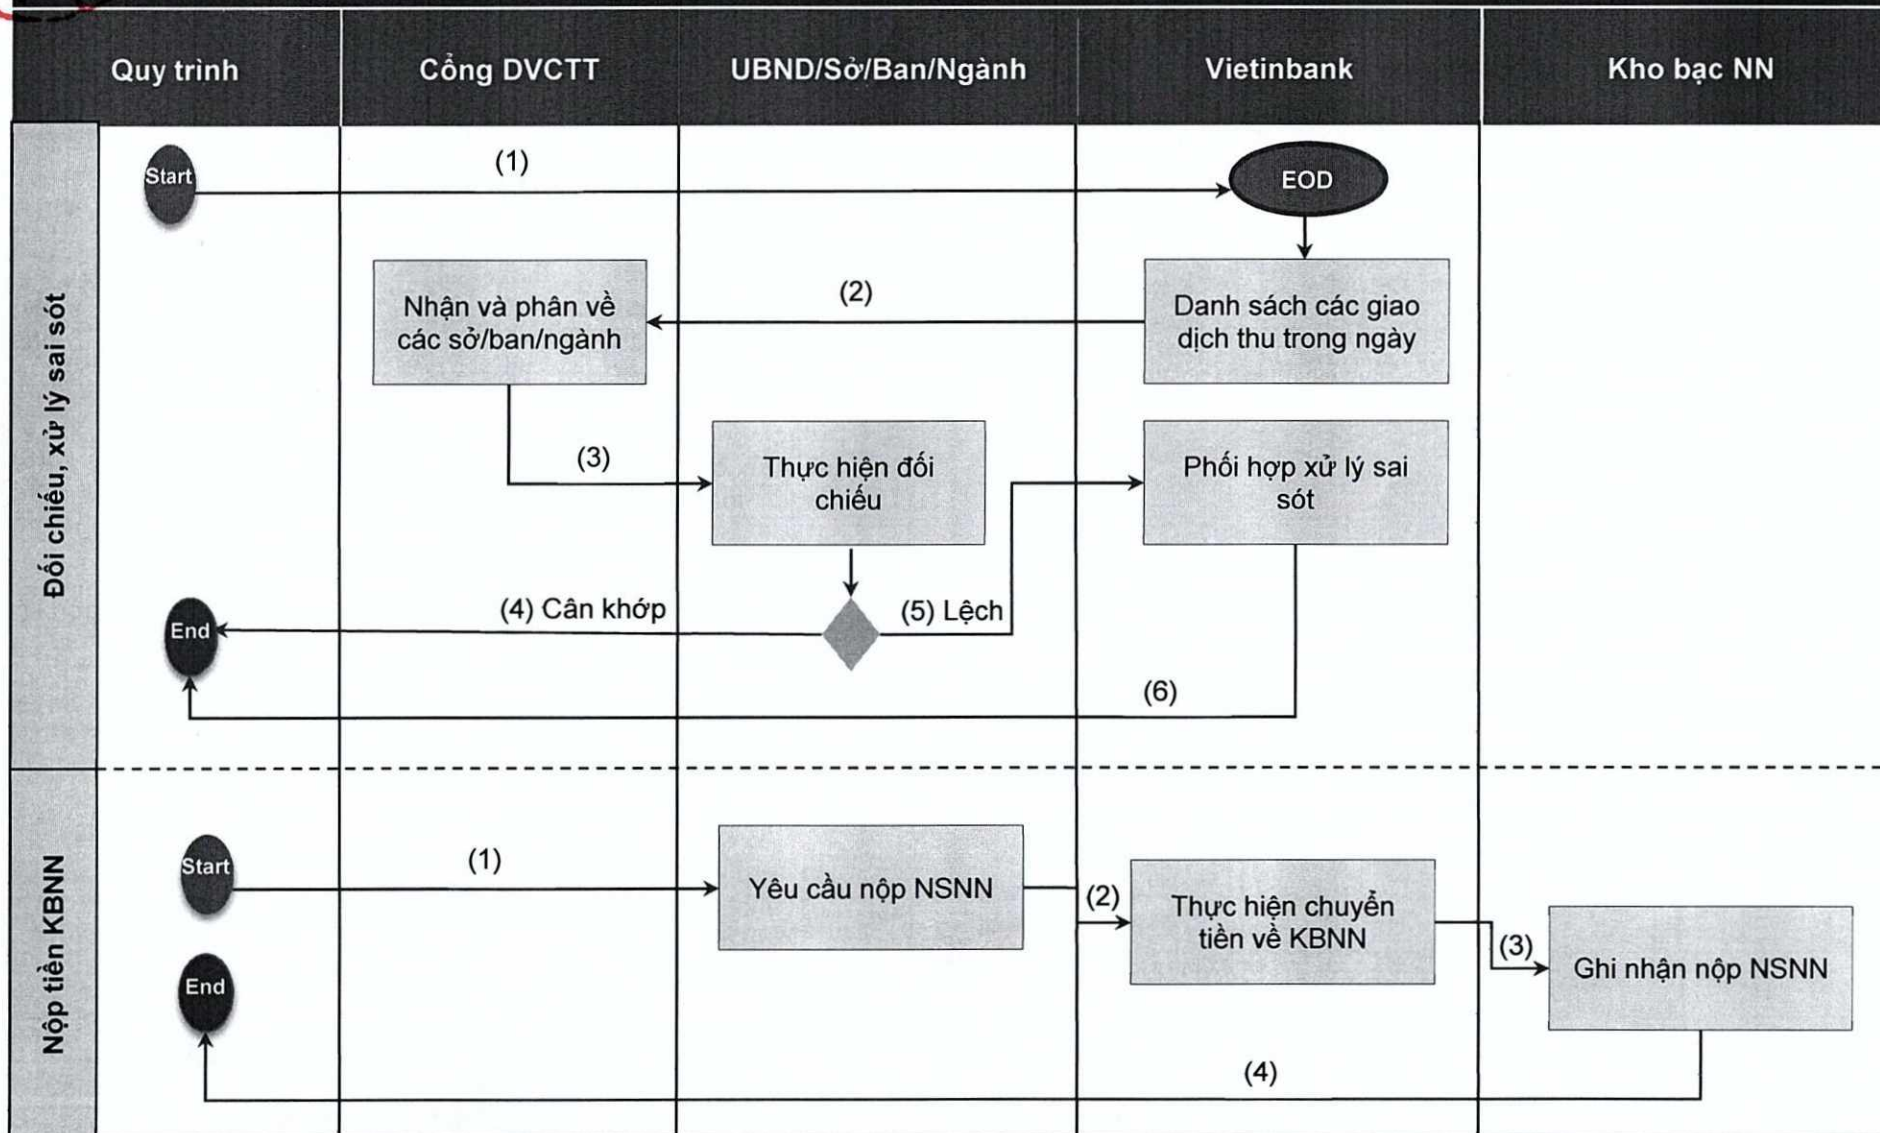 Quy trình
Cổng DVCTT
UBND/Sở/Ban/Ngành
Vietinbank
Kho bạc NN
Đối chiếu, xử lý sai sót
Start
(1)
EOD
Nhận và phân về
các sở/ban/ngành
(2)
Danh sách các giao
dịch thu trong ngày
(3)
Thực hiện đối
chiếu
Phối hợp xử lý sai
sót
End
(4) Cân khớp
(5) Lệch
(6)
Nộp tiền KBNN
Start
(1)
Yêu cầu nộp NSNN
(2)
Thực hiện chuyển
tiền về KBNN
(3)
Ghi nhận nộp NSNN
End
(4)